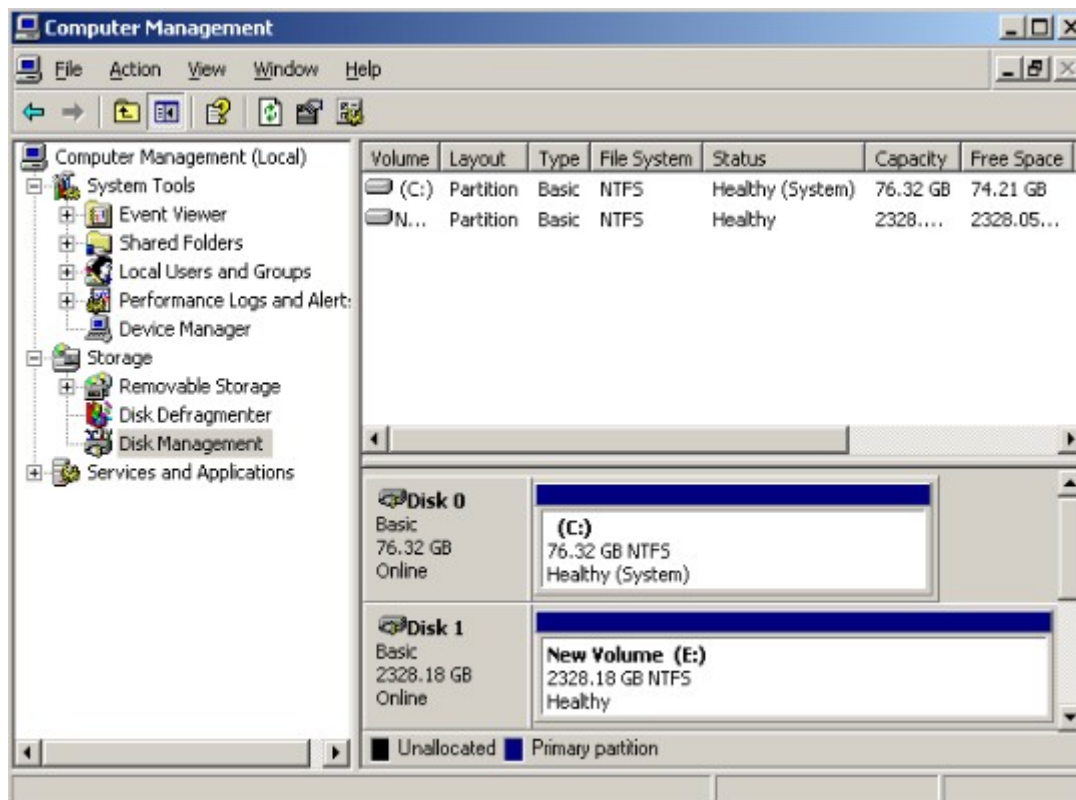 Computer Management
File Action View Window Help
Computer Management (Local)
System Tools
Event Viewer
Shared Folders
Local Users and Groups
Performance Logs and Alert:
Device Manager
Storage
Removable Storage
Disk Defragmenter
Disk Management
Services and Applications
Volume Layout Type File System Status Capacity Free Space
(C:) Partition Basic NTFS Healthy (System) 76.32 GB 74.21 GB
N... Partition Basic NTFS Healthy 2328.... 2328.05...
Disk 0
Basic
76.32 GB
Online
(C:)
76.32 GB NTFS
Healthy (System)
Disk 1
Basic
2328.18 GB
Online
New Volume (E:)
2328.18 GB NTFS
Healthy
Unallocated Primary partition